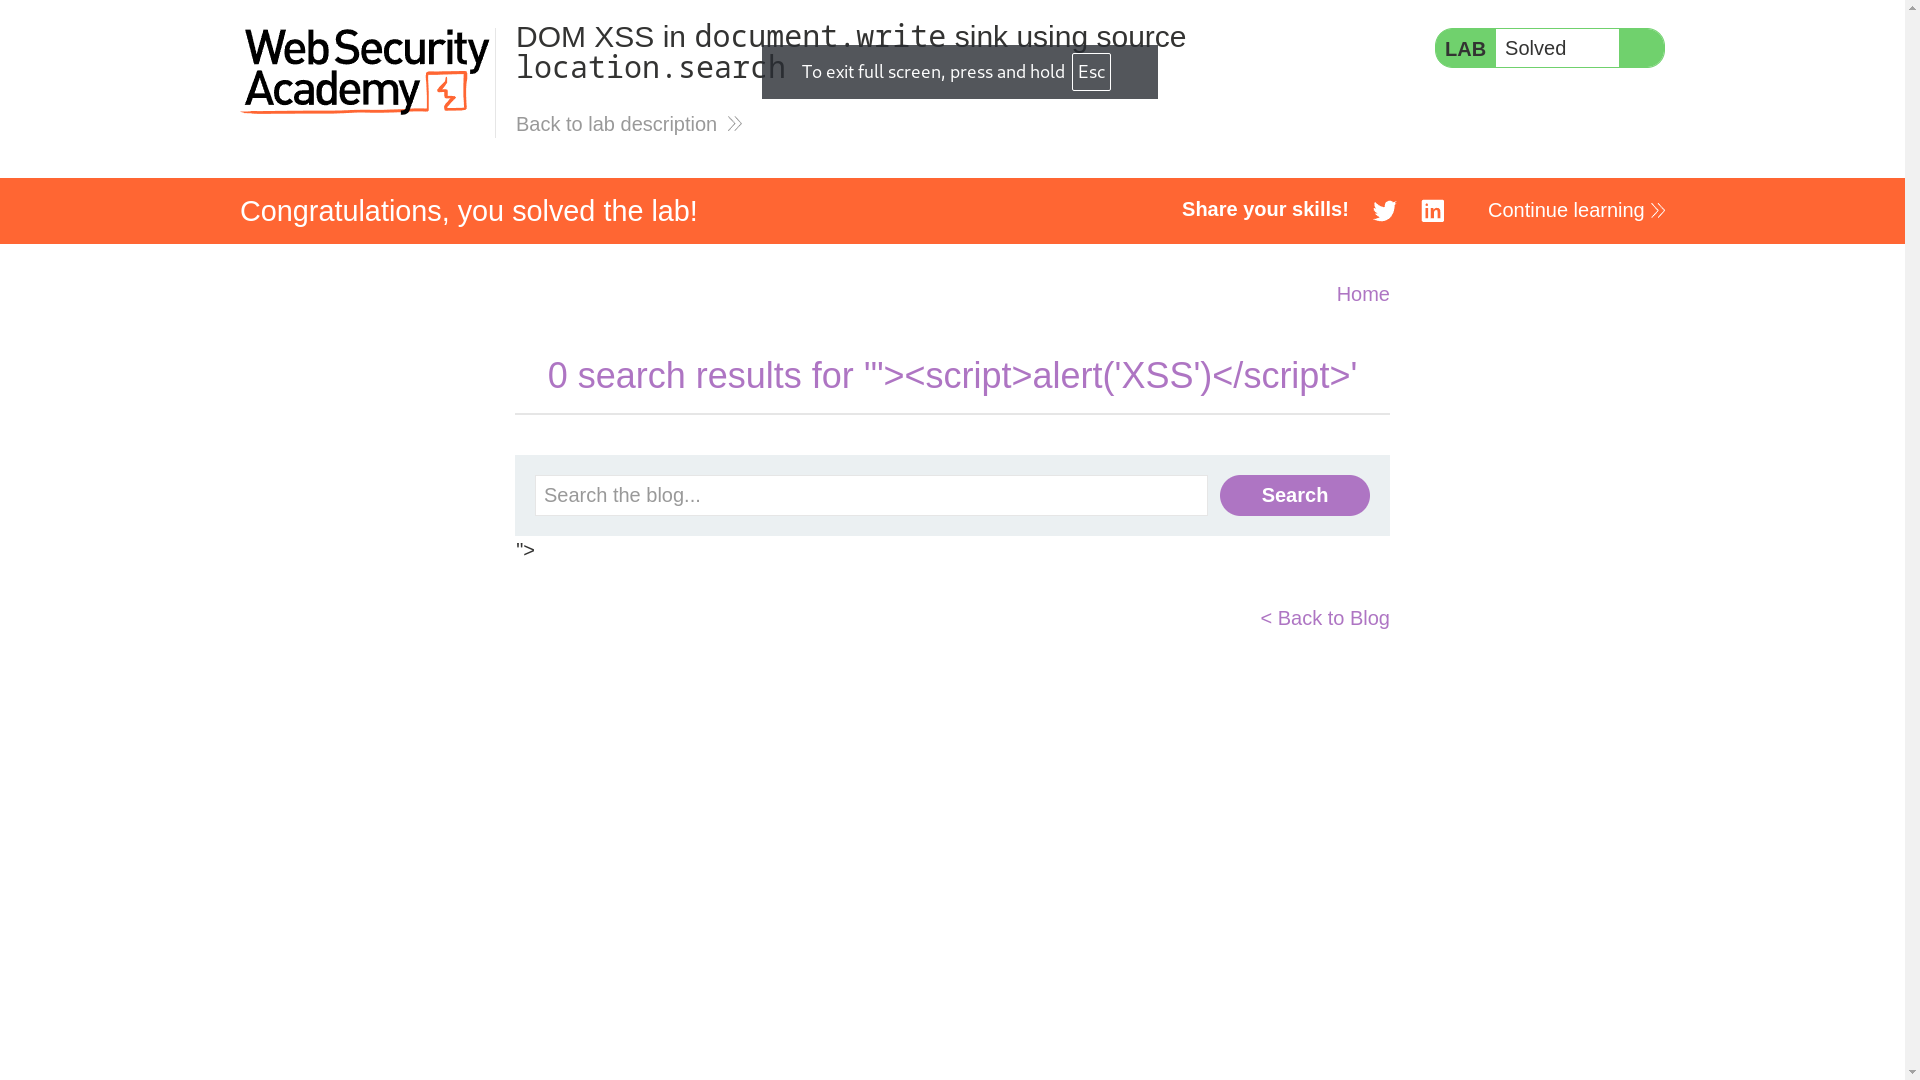 Web Security
Academy
DOM XSS in document.write sink using source
location.search
To exit full screen, press and hold Esc
LAB Solved
Back to lab description
Congratulations, you solved the lab!
Share your skills!
Continue learning
Home
0 search results for '"'><script>alert('XSS')</script>'
Search the blog...
Search
">
< Back to Blog